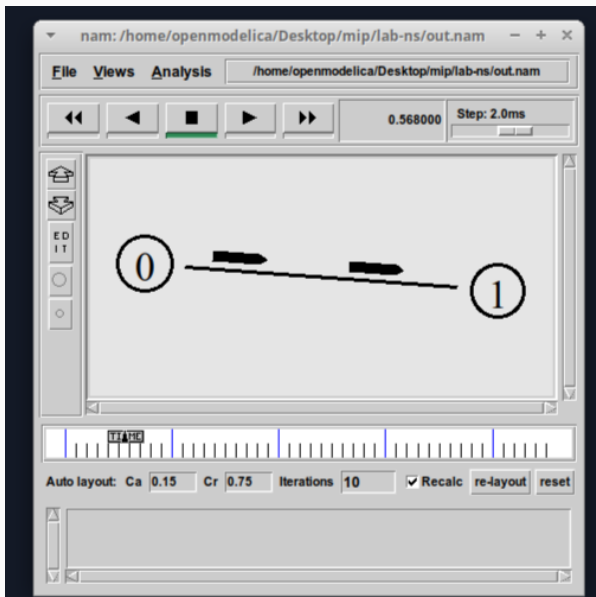 nam: /home/openmodelica/Desktop/mip/lab-ns/out.nam
File Views Analysis /home/openmodelica/Desktop/mip/lab-ns/out.nam
0.568000 Step: 2.0ms
E D
I T
0
1
TIME
Auto layout: Ca 0.15 Cr 0.75 Iterations 10 Recalc re-layout reset